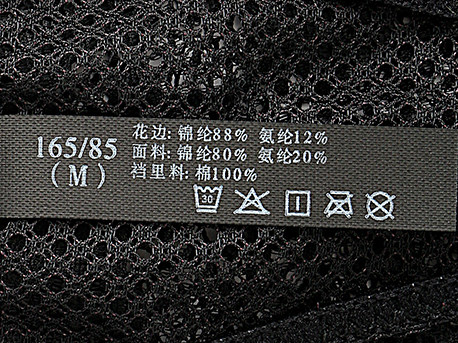 165/85
(M)
花边: 锦纶88% 氨纶12%
面料: 锦纶80% 氨纶20%
裆里料: 棉100%
30